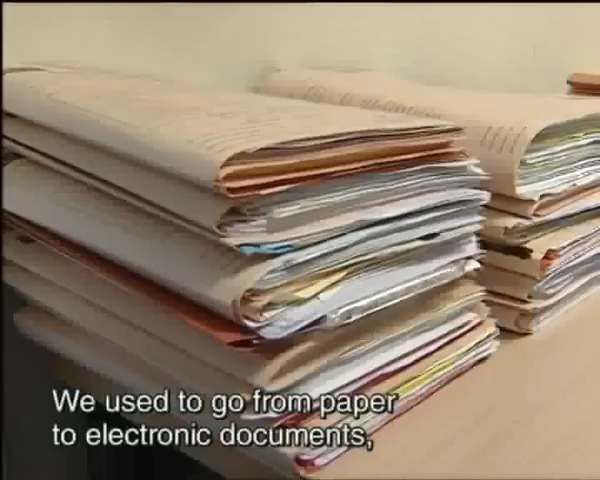 We used to go from paper
to electronic documents,